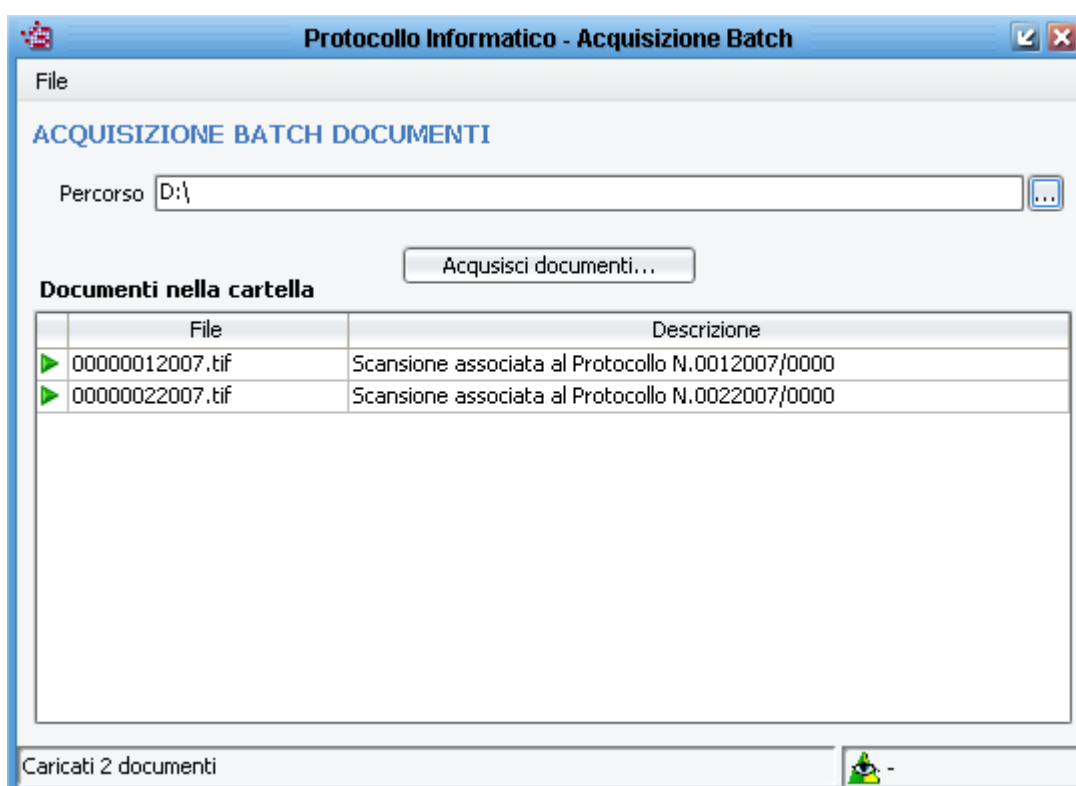 Protocollo Informatico - Acquisizione Batch
File
ACQUISIZIONE BATCH DOCUMENTI
Percorso D:\ ...
Acqusisci documenti...
Documenti nella cartella
File Descrizione
00000012007.tif Scansione associata al Protocollo N.0012007/0000
00000022007.tif Scansione associata al Protocollo N.0022007/0000
Caricati 2 documenti -